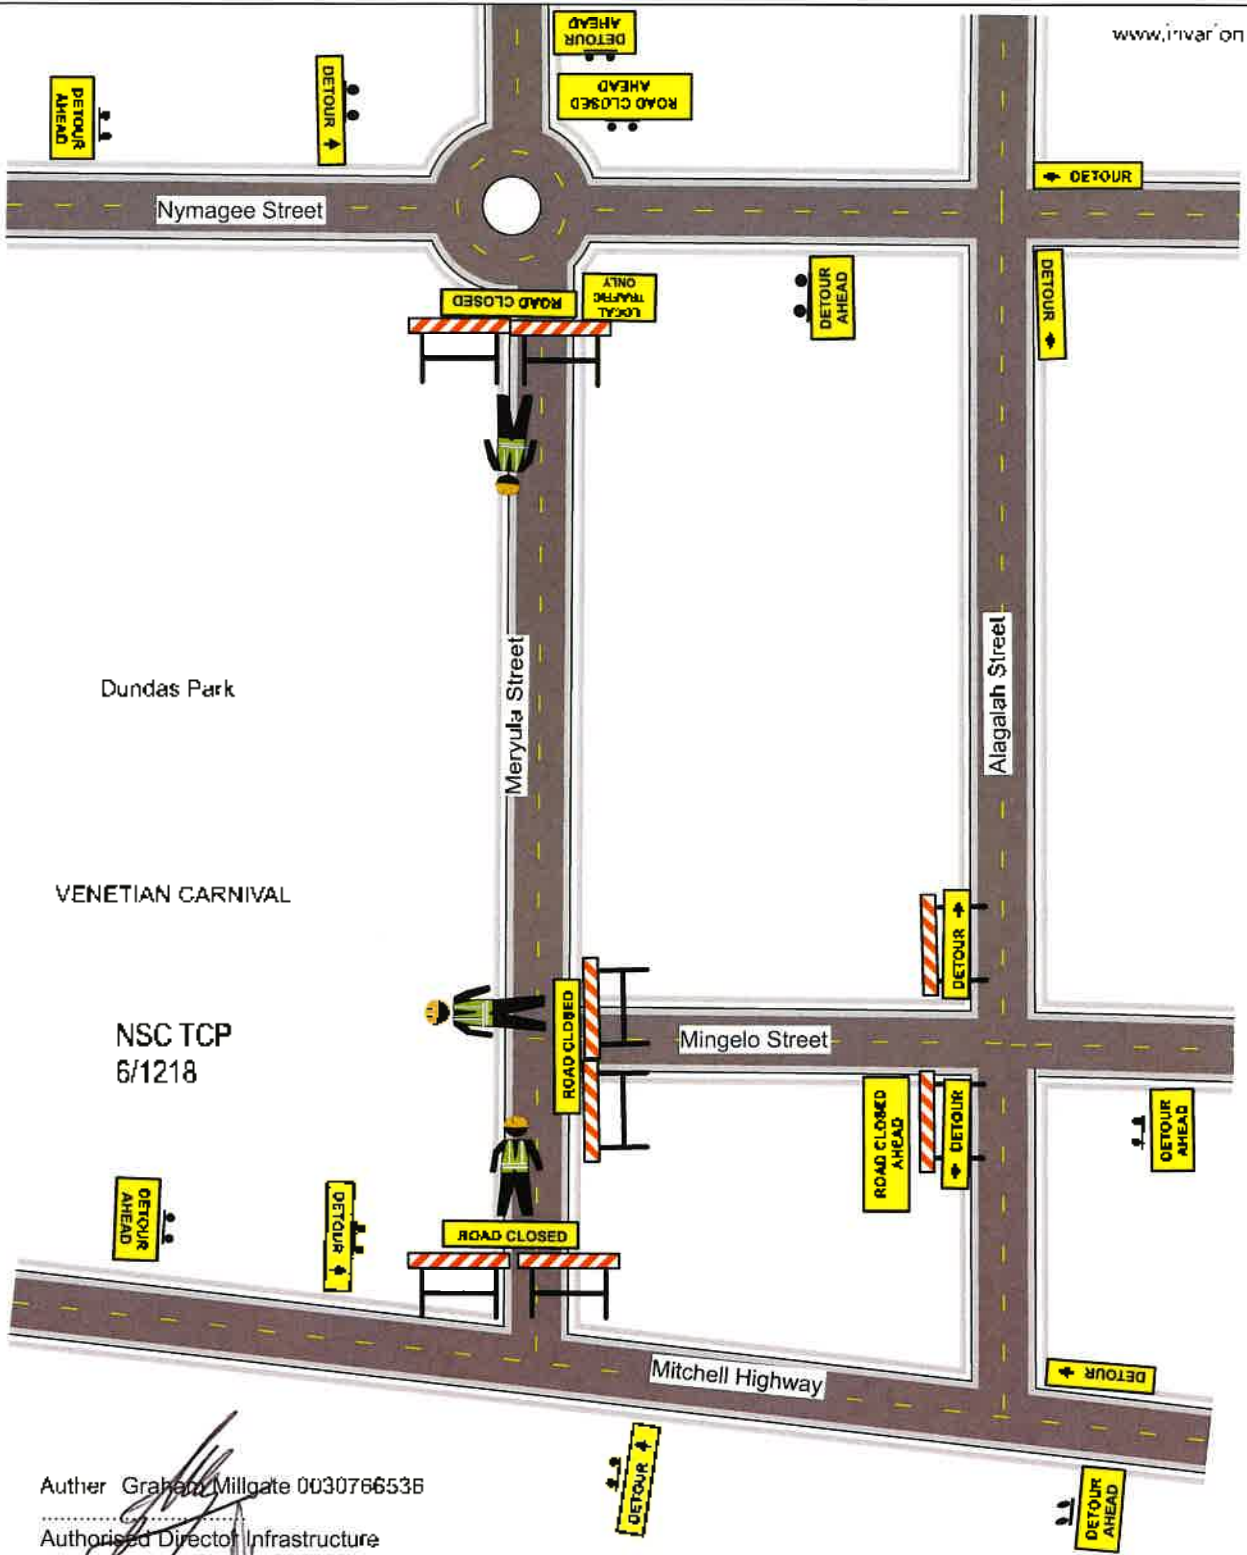 www.invarion
DETOUR
AHEAD
ROAD CLOSED
AHEAD
DETOUR
AHEAD
DETOUR
DETOUR
Nymagee Street
DETOUR
AHEAD
DETOUR
ROAD CLOSED
LOCAL
TRAFFIC
ONLY
Dundas Park
Meryula Street
Alagalah Street
VENETIAN CARNIVAL
DETOUR
NSC TCP
6/1218
ROAD CLOSED
Mingelo Street
ROAD CLOSED
AHEAD
DETOUR
DETOUR
AHEAD
DETOUR
AHEAD
DETOUR
ROAD CLOSED
Mitchell Highway
DETOUR
DETOUR
DETOUR
AHEAD
Auther Graham Millgate 0030766536
Authorised Director Infrastructure